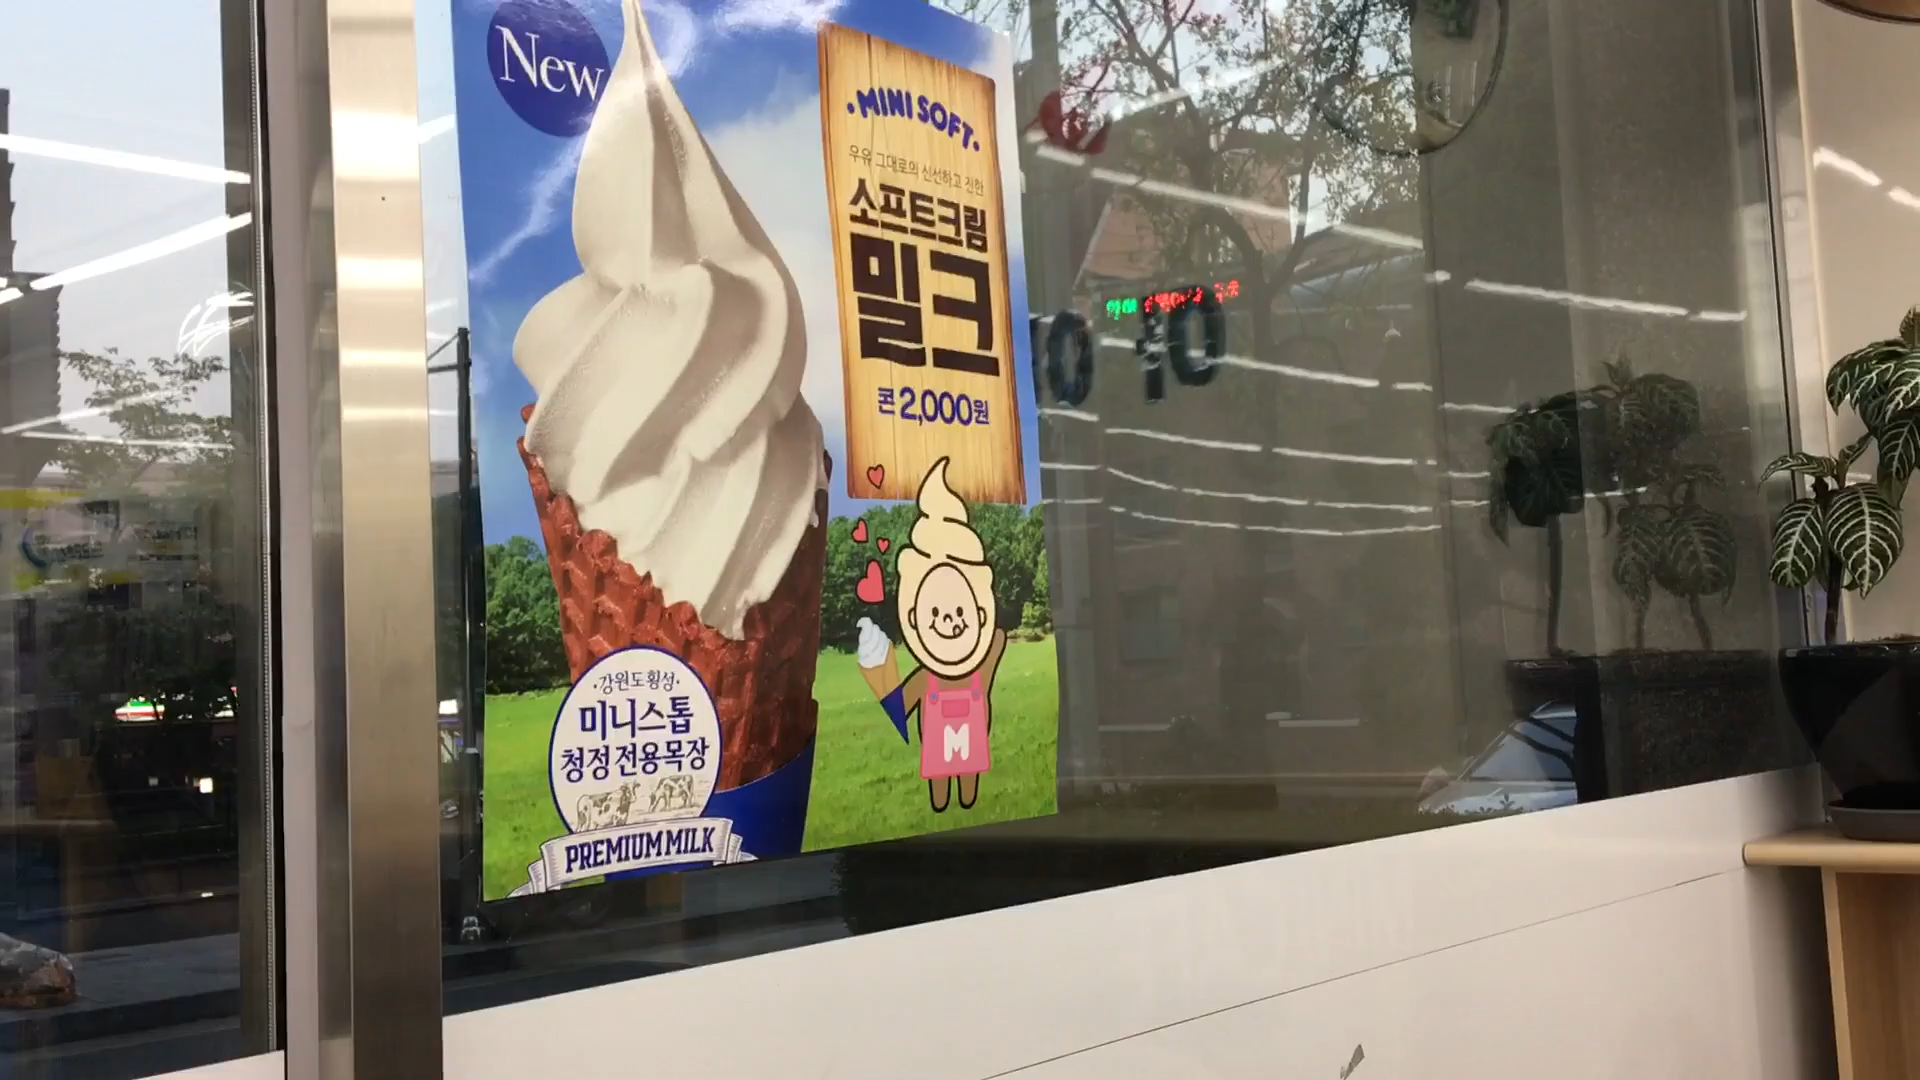 New
·MINI SOFT.
우유 그대로의 신선하고 진한
소프트크림
밀크
콘 2,000원
·강원도횡성·
미니스톱
청정 전용목장
PREMIUM MILK
M